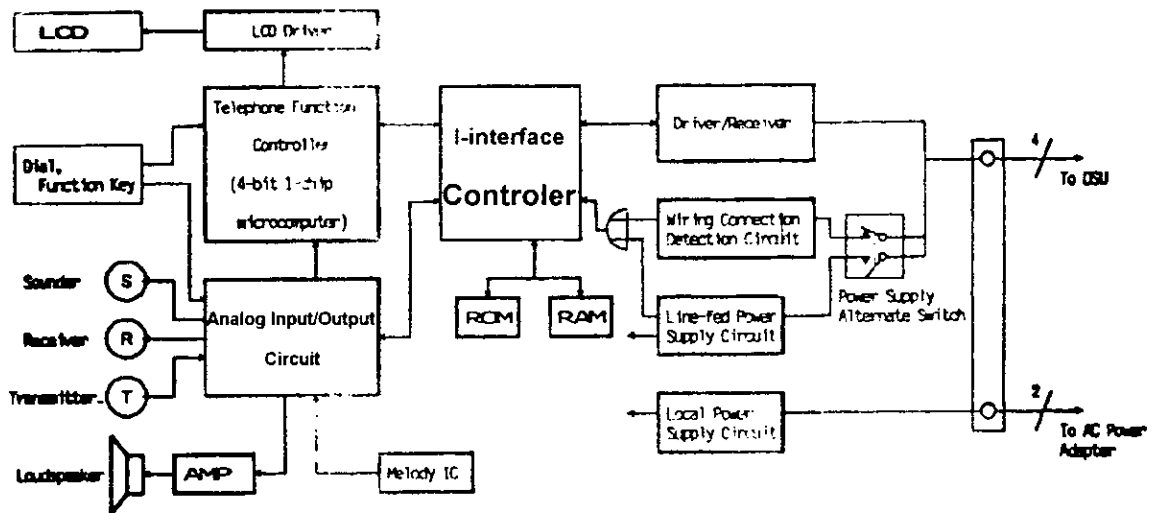 LCD
LCD Driver
Telephone Function
Controller
(4-bit 1-chip
microcomputer)
I-interface
Controler
Driver/Receiver
4
To DSU
Dial,
Function Key
Wiring Connection
Detection Circuit
Sounder
S
Analog Input/Output
Circuit
ROM
RAM
Line-fed Power
Supply Circuit
Power Supply
Alternate Switch
Receiver
R
Transmitter
T
Local Power
Supply Circuit
2
To AC Power
Adapter
Loudspeaker
AMP
Melody IC